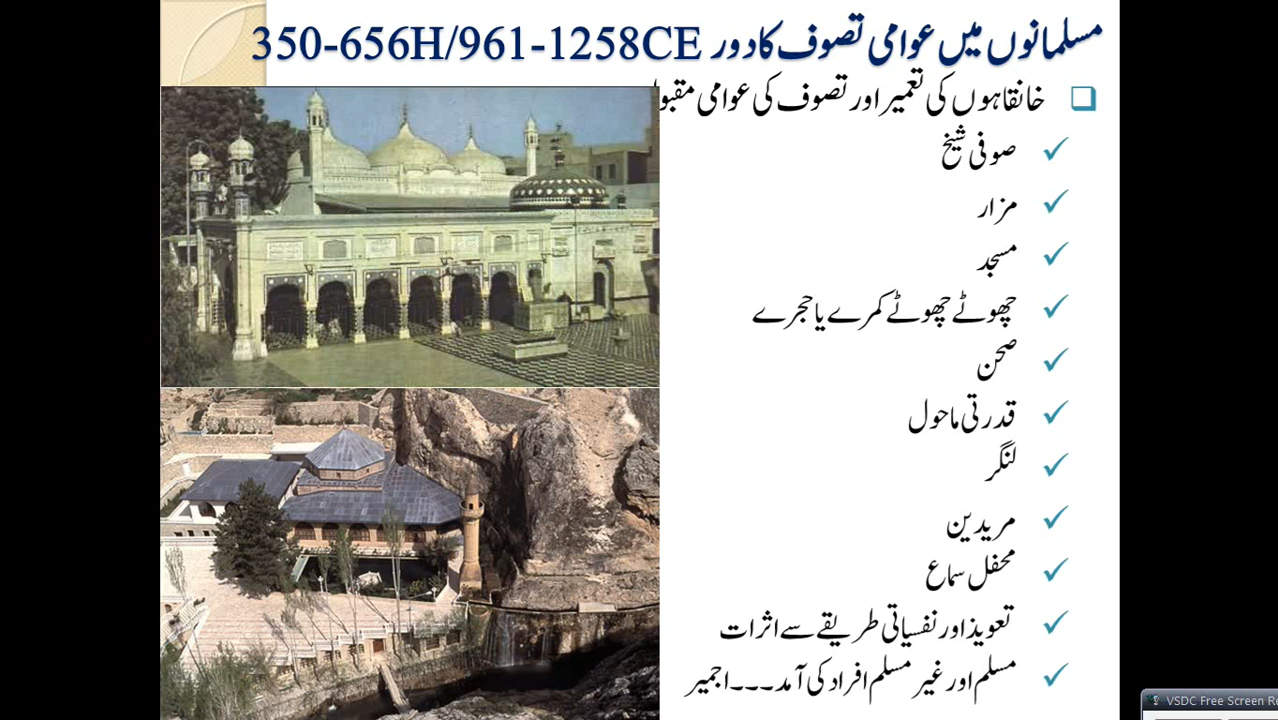 مسلمانوں میں عوامی تصوف کا دور 350-656H/961-1258CE
خانقاہوں کی تعمیر اور تصوف کی عوامی
صوفی شیخ
مزار
مسجد
چھوٹے چھوٹے کمرے یا حجرے
صحن
قدرتی ماحول
لنگر
مریدین
محفل سماع
تعویذ اور نفسیاتی طریقے سے اثرات
مسلم اور غیر مسلم افراد کی آمد۔۔۔اجمیر
VSDC Free Screen Re